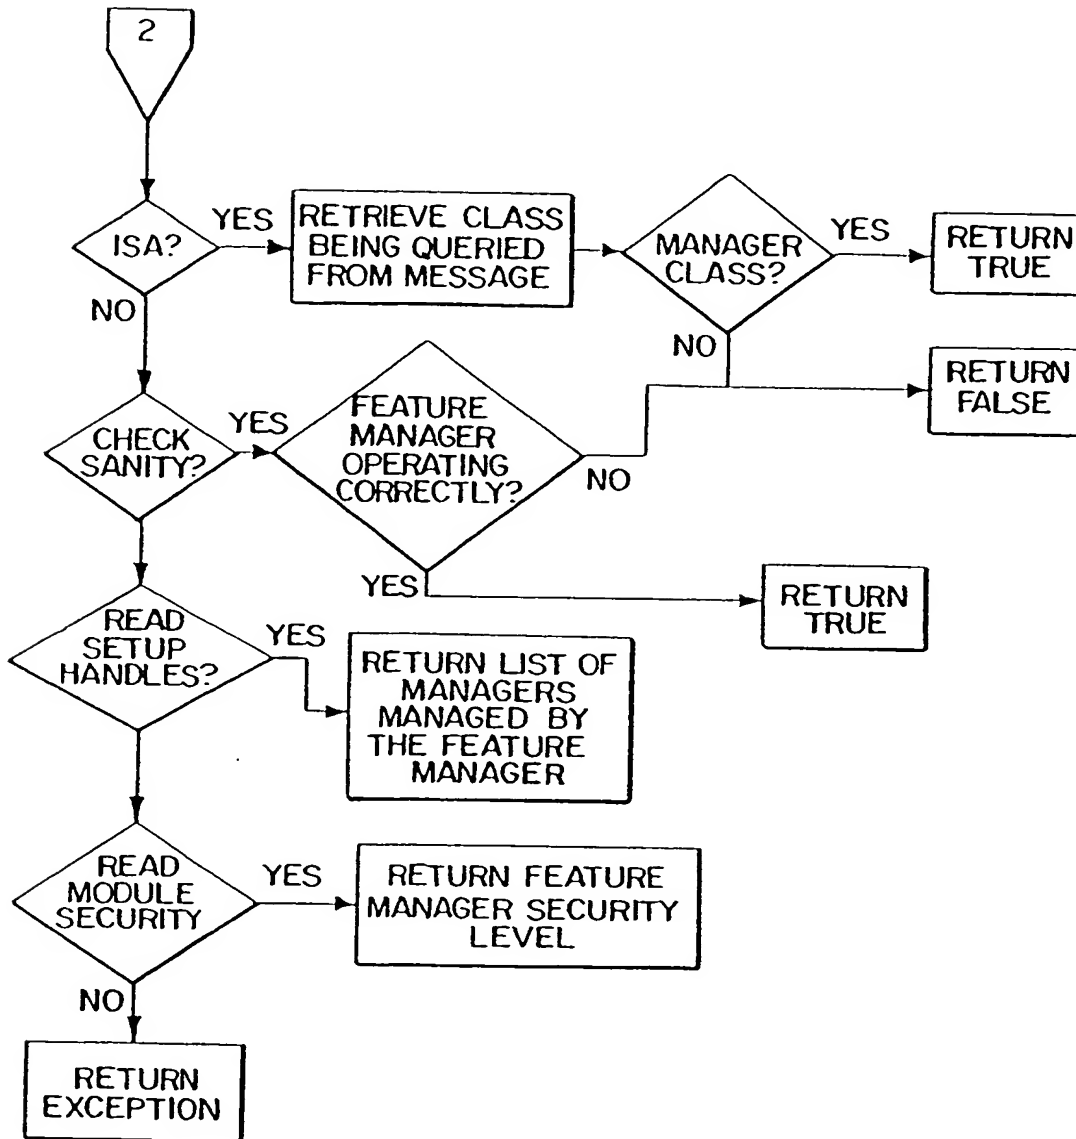 2
ISA?
YES
RETRIEVE CLASS
BEING QUERIED
FROM MESSAGE
MANAGER
CLASS?
YES
RETURN
TRUE
NO
NO
RETURN
FALSE
CHECK
SANITY?
YES
FEATURE
MANAGER
OPERATING
CORRECTLY?
NO
YES
RETURN
TRUE
READ
SETUP
HANDLES?
YES
RETURN LIST OF
MANAGERS
MANAGED BY
THE FEATURE
MANAGER
READ
MODULE
SECURITY
YES
RETURN FEATURE
MANAGER SECURITY
LEVEL
NO
RETURN
EXCEPTION